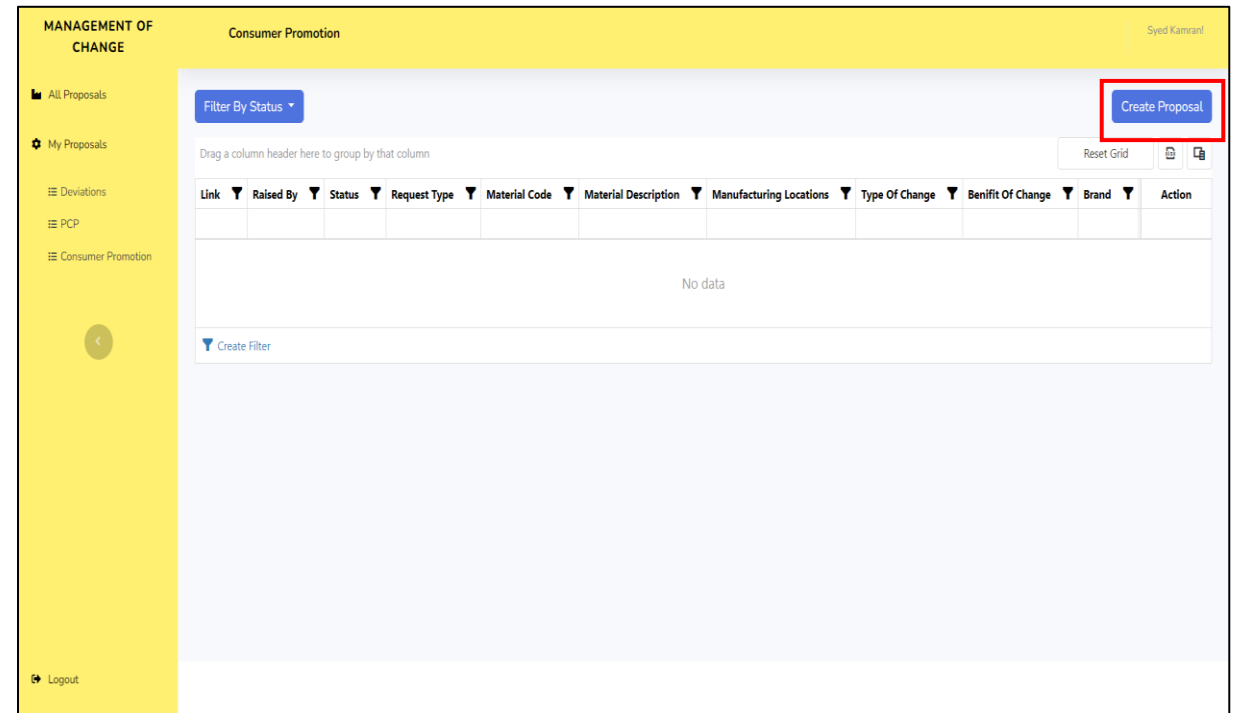 MANAGEMENT OF
CHANGE
Consumer Promotion
Syed Kamran!
All Proposals
My Proposals
Deviations
PCP
Consumer Promotion
Logout
Filter By Status
Create Proposal
Drag a column header here to group by that column
Reset Grid
Link Raised By Status Request Type Material Code Material Description Manufacturing Locations Type Of Change Benifit Of Change Brand Action
No data
Create Filter